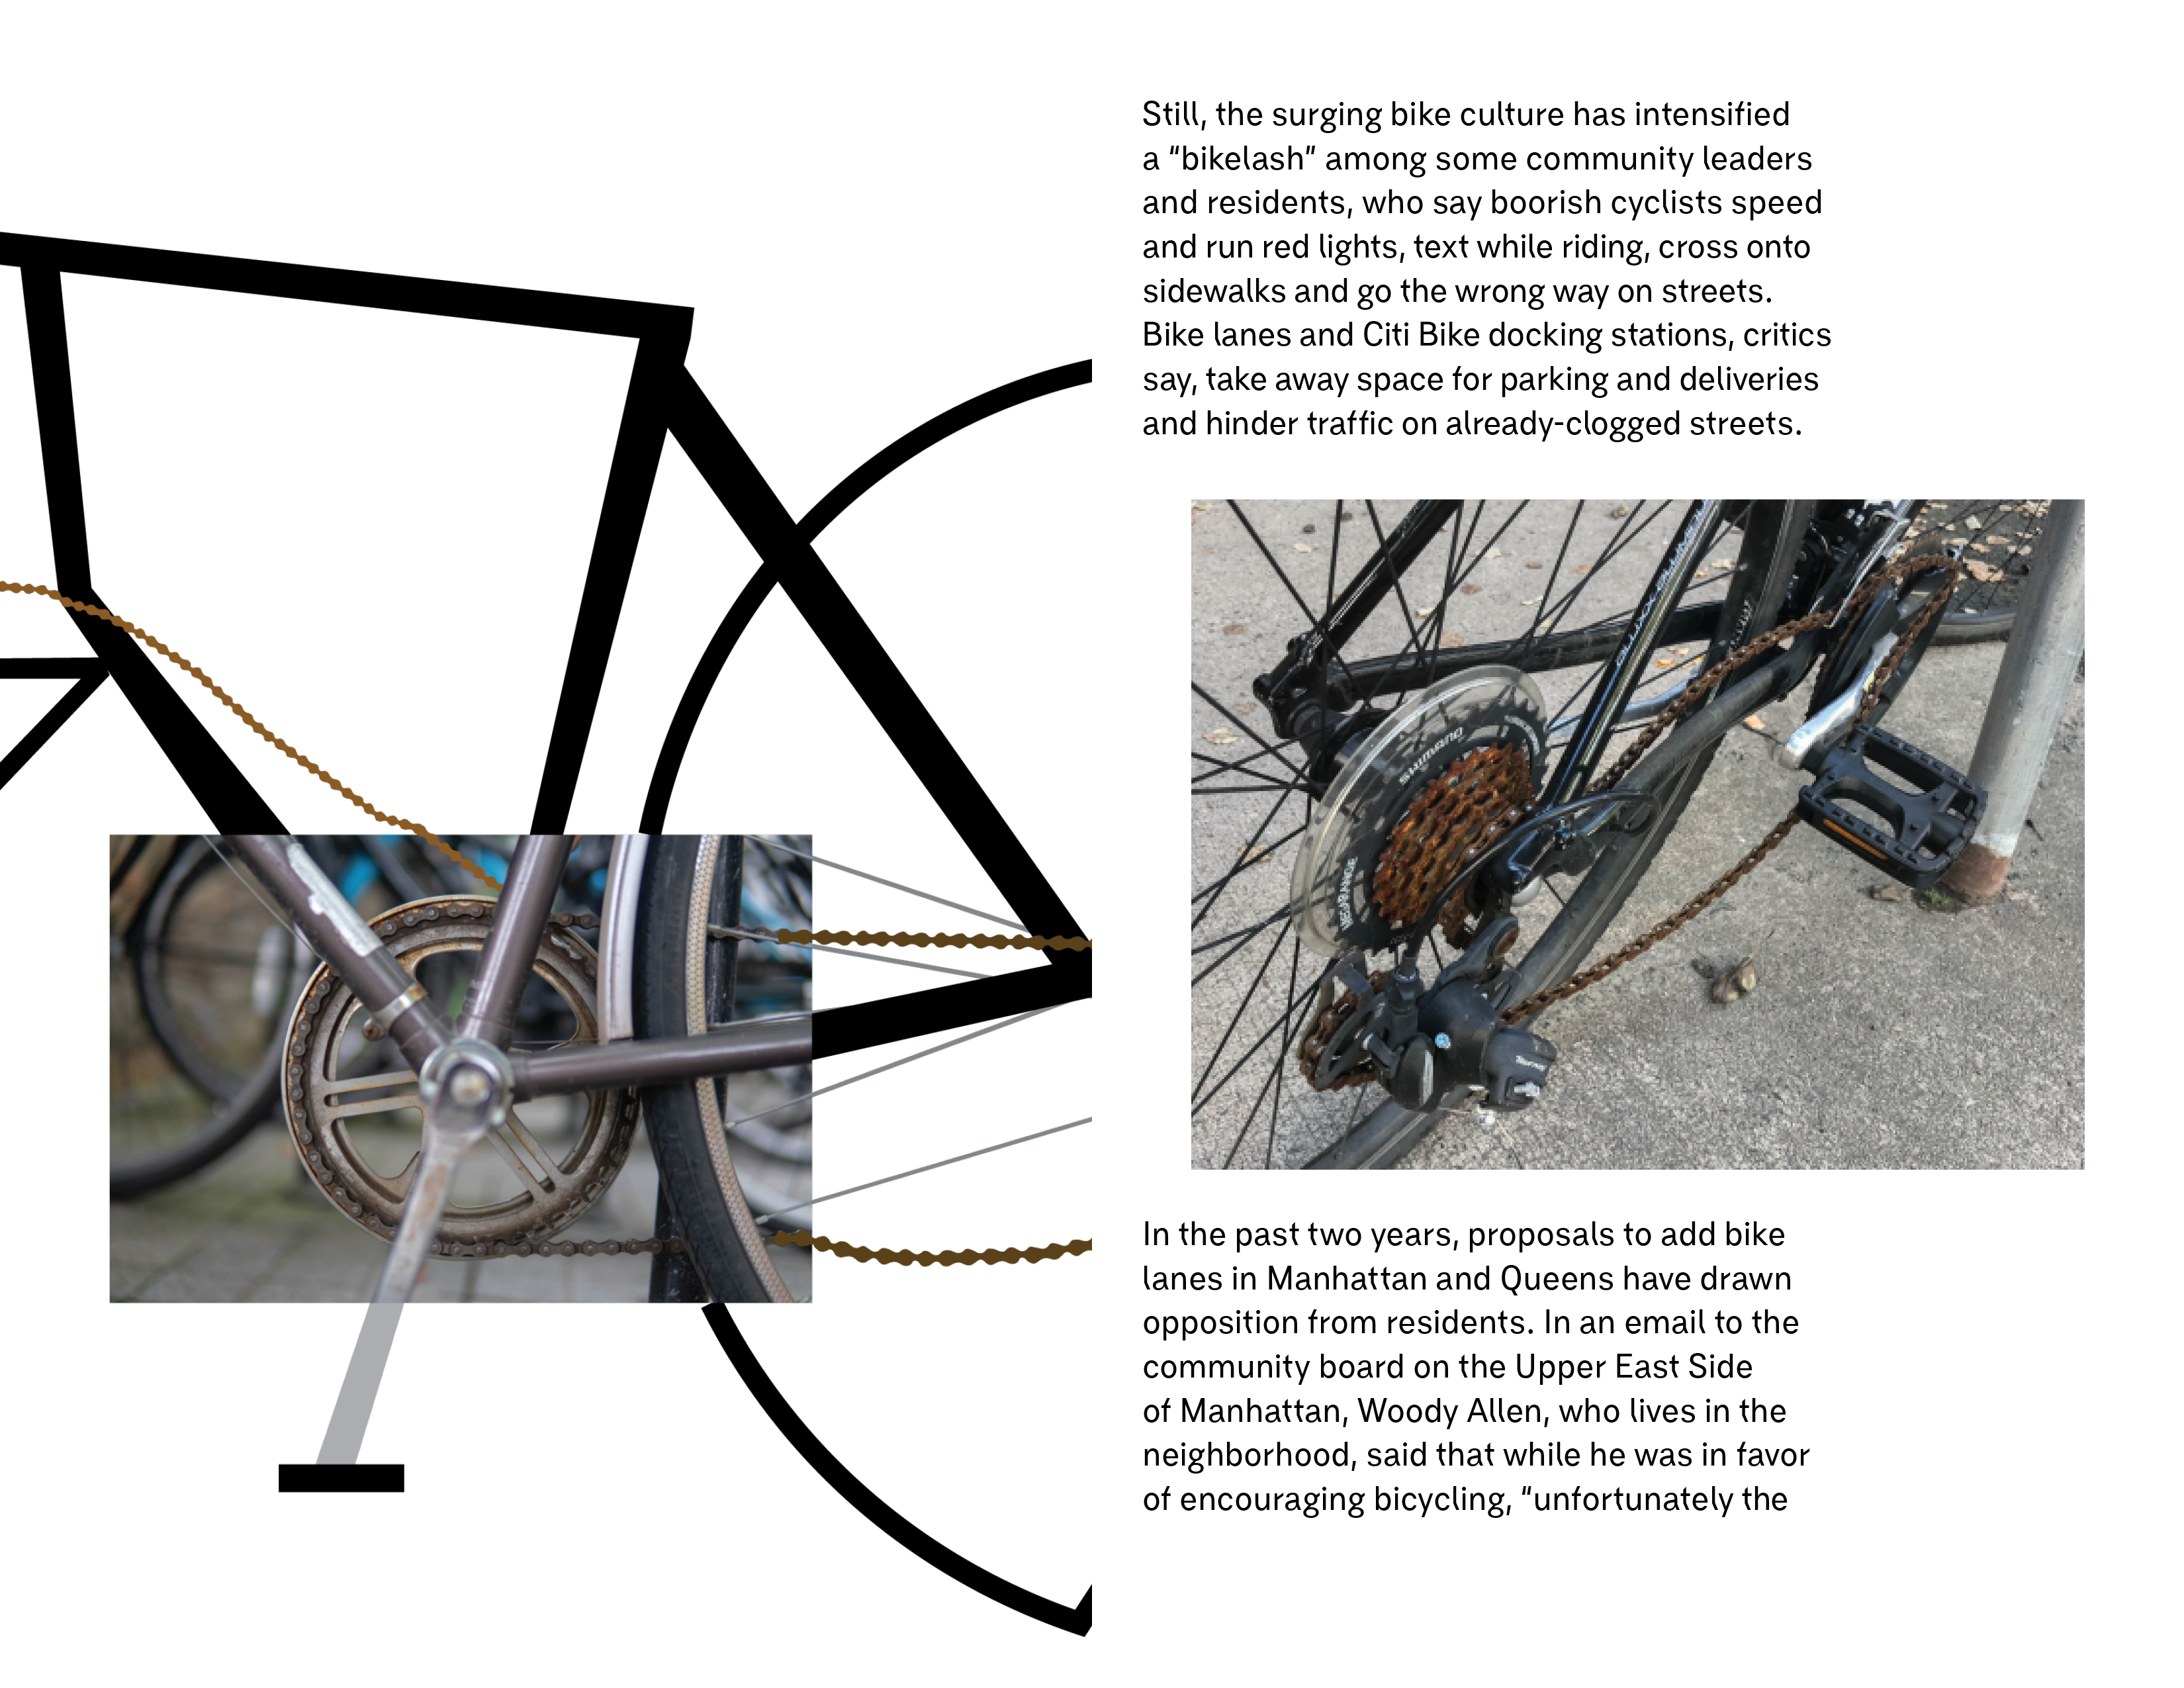 Still, the surging bike culture has intensified
a “bikelash” among some community leaders
and residents, who say boorish cyclists speed
and run red lights, text while riding, cross onto
sidewalks and go the wrong way on streets.
Bike lanes and Citi Bike docking stations, critics
say, take away space for parking and deliveries
and hinder traffic on already-clogged streets.
SHIMANO
MEGARANGE
In the past two years, proposals to add bike
lanes in Manhattan and Queens have drawn
opposition from residents. In an email to the
community board on the Upper East Side
of Manhattan, Woody Allen, who lives in the
neighborhood, said that while he was in favor
of encouraging bicycling, “unfortunately the